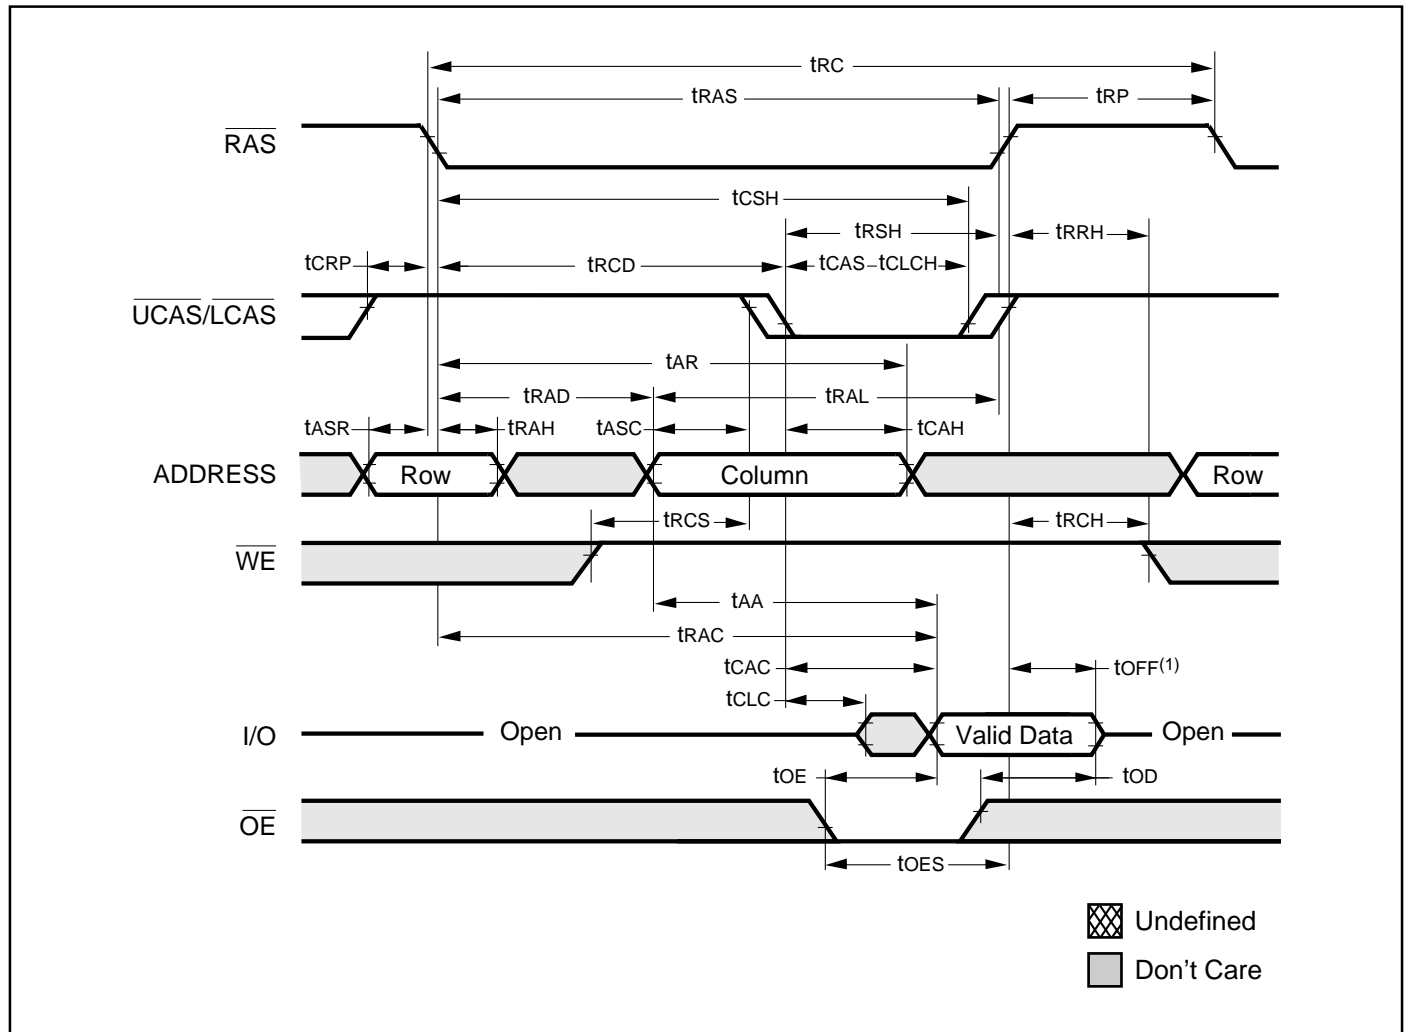 tRC
tRAS
tRP
RAS
tCSH
tRSH
tRRH
tCRP
tRCD
tCAS
tCLCH
UCAS/LCAS
tAR
tRAD
tRAL
tASR
tRAH
tASC
tCAH
ADDRESS
Row
Column
Row
tRCS
tRCH
WE
tAA
tRAC
tCAC
tOFF(1)
tCLC
I/O
Open
Valid Data
Open
tOE
tOD
OE
tOES
Undefined
Don't Care